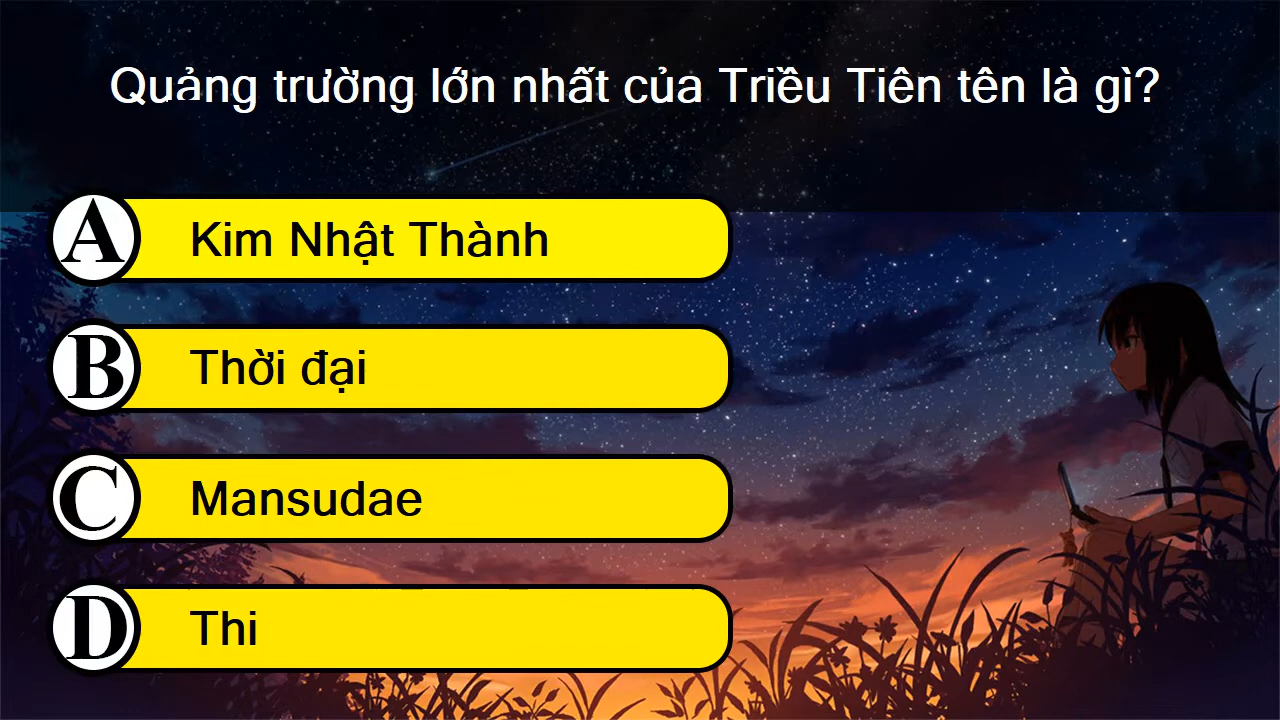 Quảng trường lớn nhất của Triều Tiên tên là gì?
A Kim Nhật Thành
B Thời đại
C Mansudae
D Thi